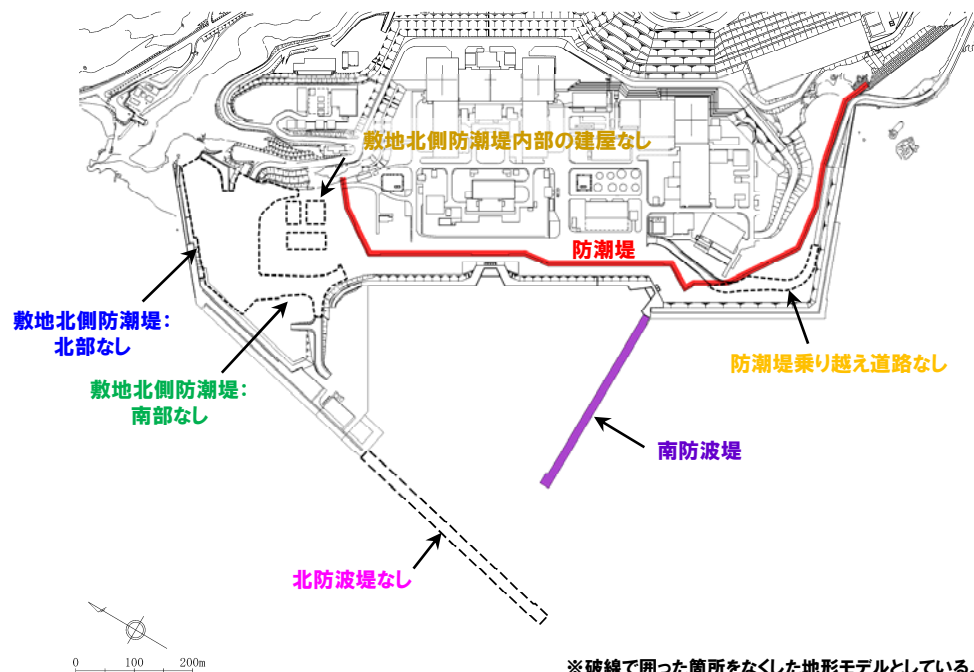 敷地北側防潮堤内部の建屋なし
防潮堤
敷地北側防潮堤:
北部なし
敷地北側防潮堤:
南部なし
防潮堤乗り越え道路なし
南防波堤
北防波堤なし
0 100 200m
※破線で囲った箇所をなくした地形モデルとしている。